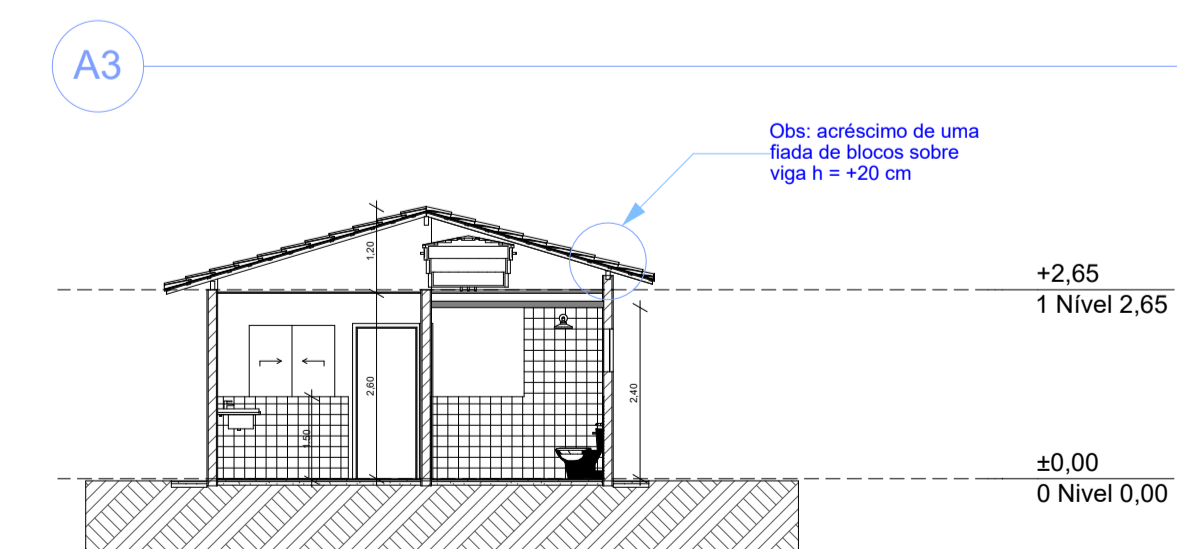 A3
Obs: acréscimo de uma
fiada de blocos sobre
viga h = +20 cm
1,20
+2,65
1 Nível 2,65
2,60
2,40
1,50
±0,00
0 Nivel 0,00